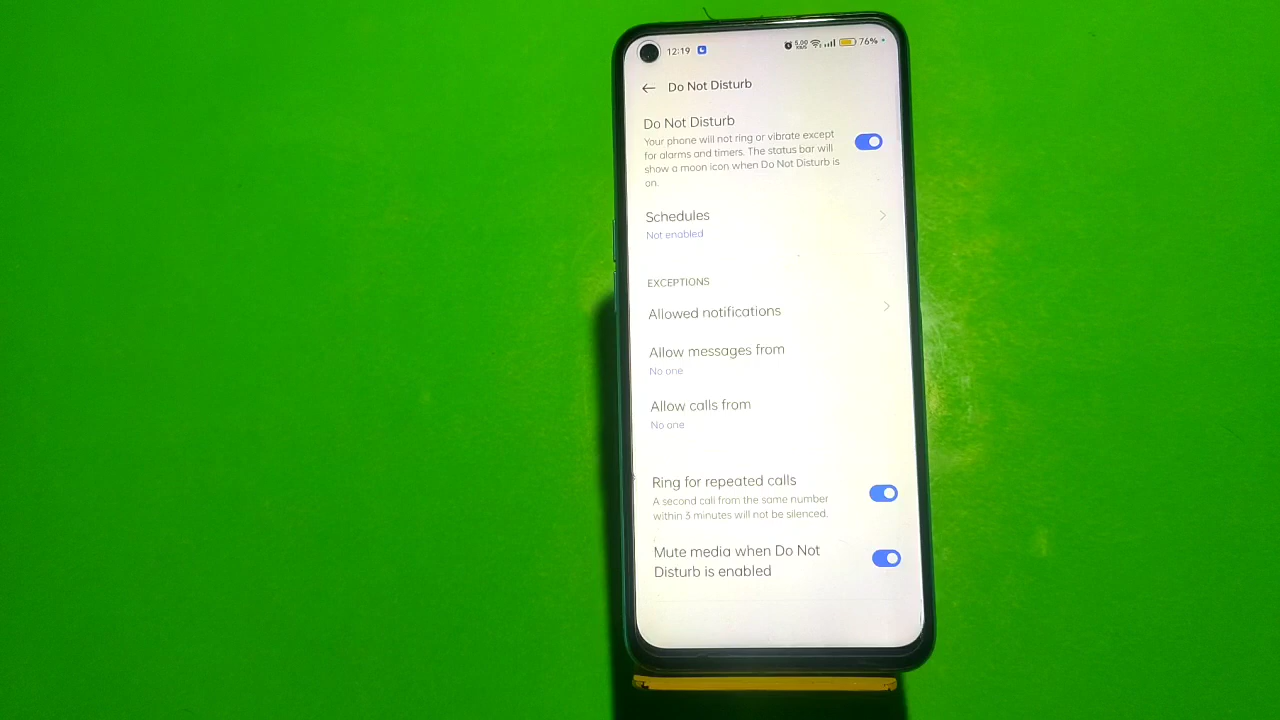 12:19
5.00
KB/S
76%
Do Not Disturb
Do Not Disturb
Your phone will not ring or vibrate except
for alarms and timers. The status bar will
show a moon icon when Do Not Disturb is
on.
Schedules
Not enabled
EXCEPTIONS
Allowed notifications
Allow messages from
No one
Allow calls from
No one
Ring for repeated calls
A second call from the same number
within 3 minutes will not be silenced.
Mute media when Do Not
Disturb is enabled